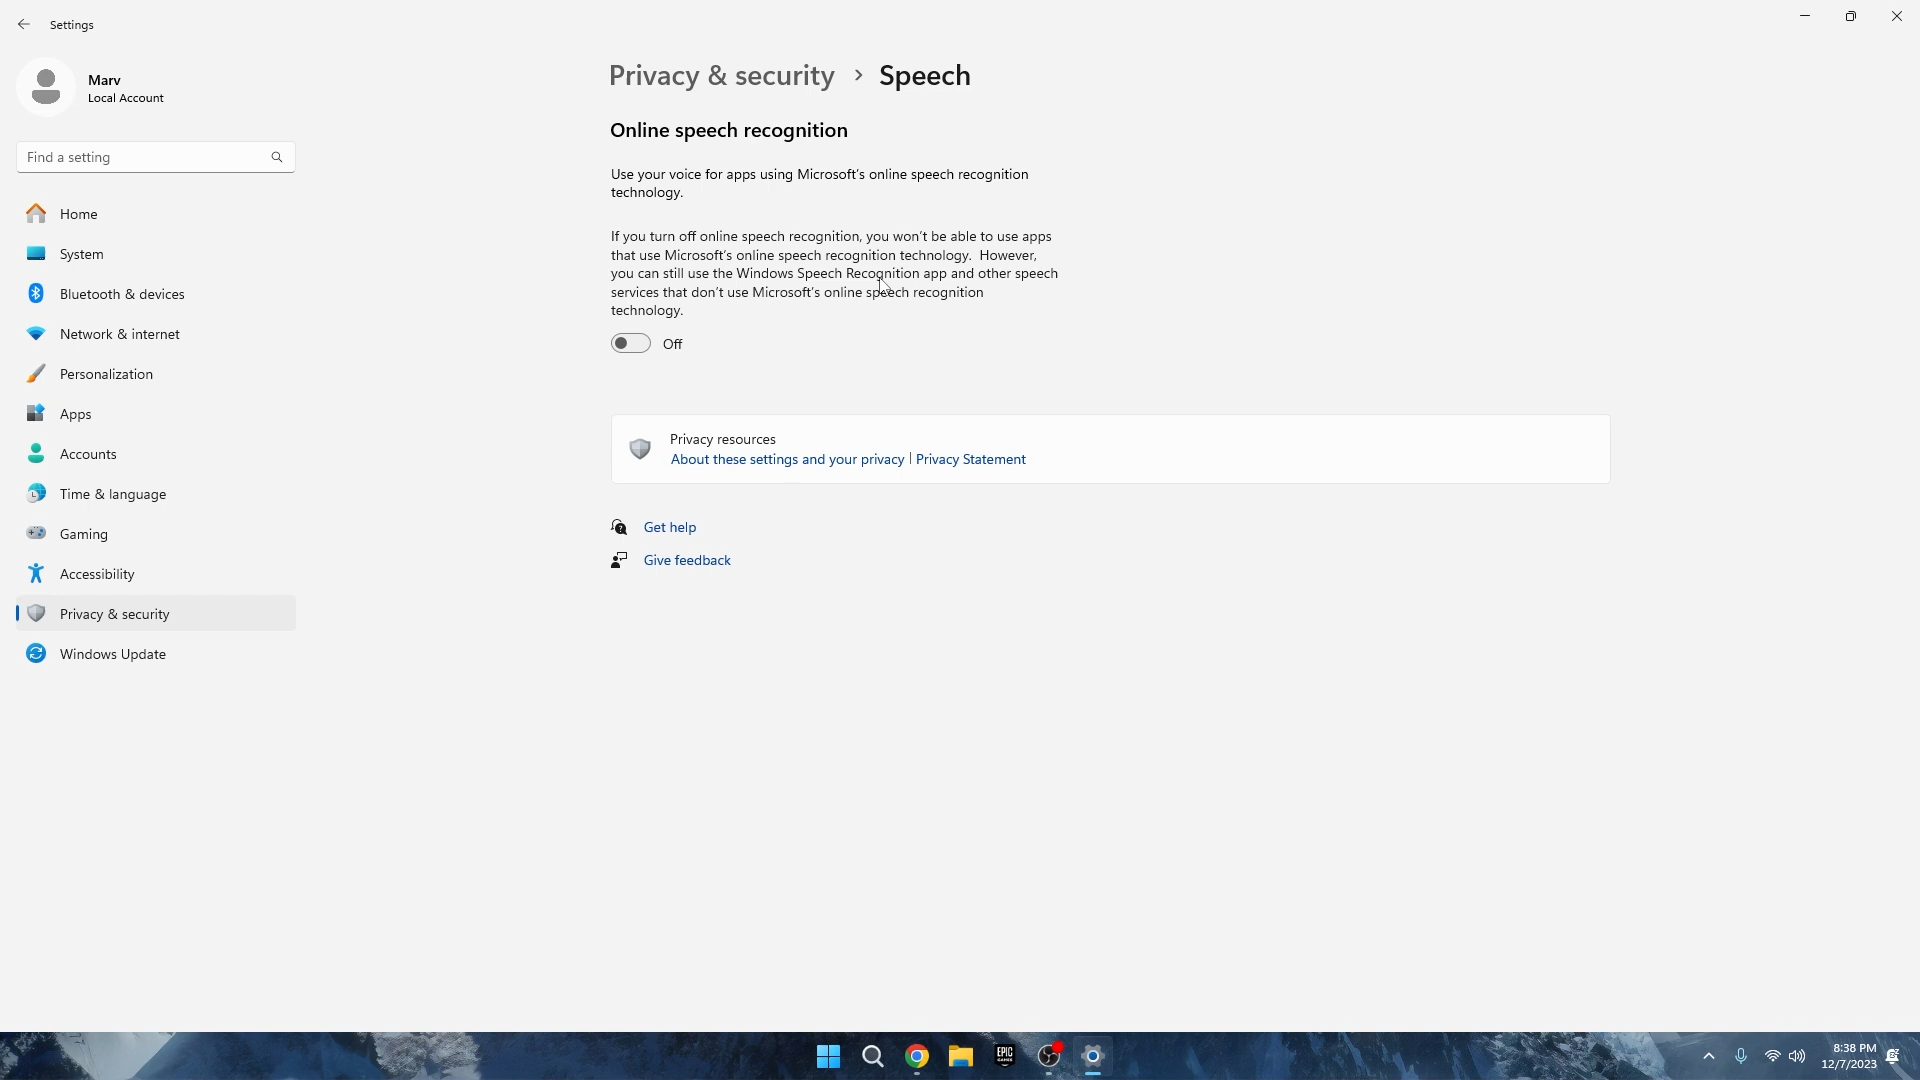 Settings
Marv
Local Account
Find a setting
Home
System
Bluetooth & devices
Network & internet
Personalization
Apps
Accounts
Time & language
Gaming
Accessibility
Privacy & security
Windows Update
Privacy & security > Speech
Online speech recognition
Use your voice for apps using Microsoft's online speech recognition
technology.
If you turn off online speech recognition, you won't be able to use apps
that use Microsoft's online speech recognition technology. However,
you can still use the Windows Speech Recognition app and other speech
services that don't use Microsoft's online speech recognition
technology.
Off
Privacy resources
About these settings and your privacy | Privacy Statement
Get help
Give feedback
EPIC
GAMES
8:38 PM
12/7/2023